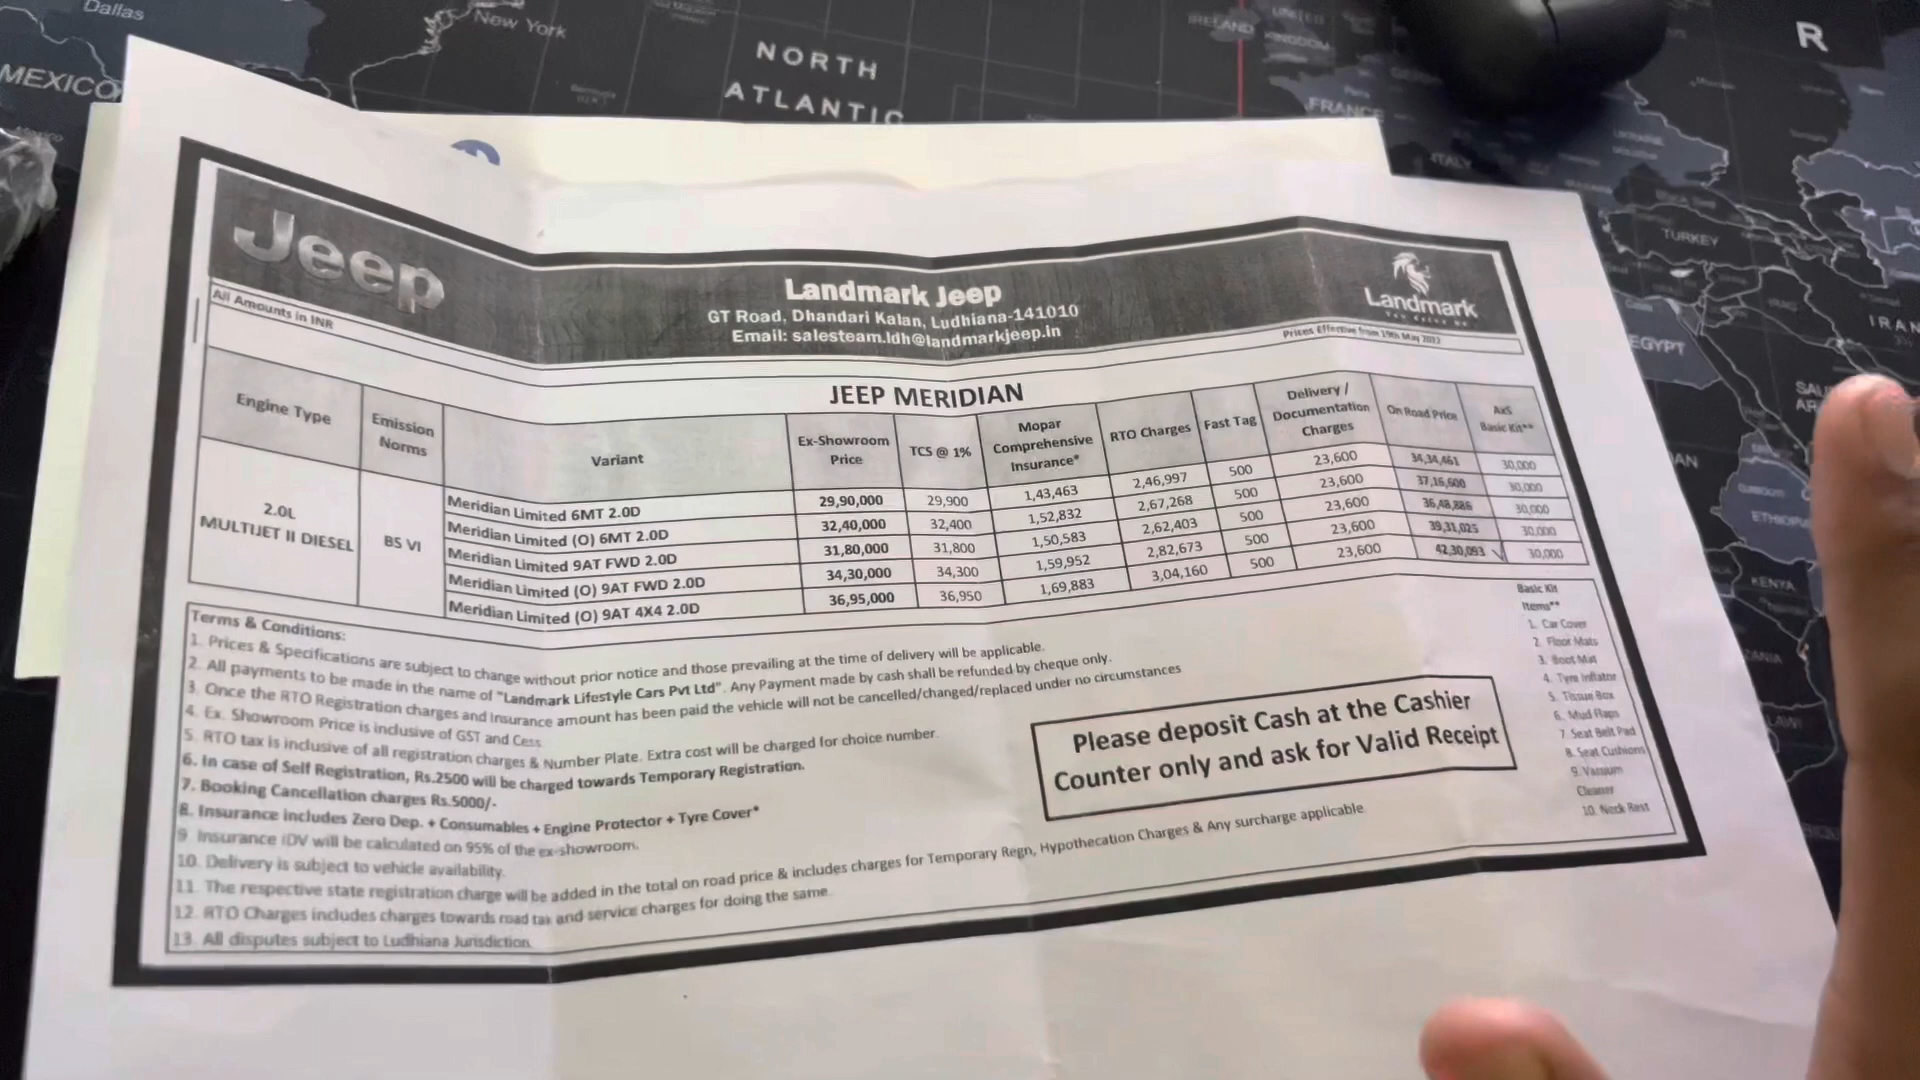 Dallas
New York
MEXICO
NORTH
ATLANTIC
IRELAND
UNITED
KINGDOM
FRANCE
ITALY
UKRAINE
TURKEY
EGYPT
IRAN
KENYA
R
Jeep
Landmark Jeep
GT Road, Dhandari Kalan, Ludhiana-141010
Email: salesteam.ldh@landmarkjeep.in
Landmark
All Amounts in INR
Prices Effective from 19th May
JEEP MERIDIAN
Engine Type Emission Norms Variant Ex-Showroom Price TCS @ 1% Mopar Comprehensive Insurance* RTO Charges Fast Tag Delivery / Documentation Charges On Road Price AxS Basic Kit**
2.0L
MULTIJET II DIESEL
BS VI
Meridian Limited 6MT 2.0D 29,90,000 29,900 1,43,463 2,46,997 500 23,600 34,34,461 30,000
Meridian Limited (O) 6MT 2.0D 32,40,000 32,400 1,52,832 2,67,268 500 23,600 37,16,600 30,000
Meridian Limited 9AT FWD 2.0D 31,80,000 31,800 1,50,583 2,62,403 500 23,600 36,48,886 30,000
Meridian Limited (O) 9AT FWD 2.0D 34,30,000 34,300 1,59,952 2,82,673 500 23,600 39,31,025 30,000
Meridian Limited (O) 9AT 4X4 2.0D 36,95,000 36,950 1,69,883 3,04,160 500 23,600 42,30,093 30,000
Terms & Conditions:
1. Prices & Specifications are subject to change without prior notice and those prevailing at the time of delivery will be applicable.
2. All payments to be made in the name of "Landmark Lifestyle Cars Pvt Ltd". Any Payment made by cash shall be refunded by cheque only.
3. Once the RTO Registration charges and Insurance amount has been paid the vehicle will not be cancelled/changed/replaced under no circumstances
4. Ex. Showroom Price is inclusive of GST and Cess
5. RTO tax is inclusive of all registration charges & Number Plate. Extra cost will be charged for choice number.
6. In case of Self Registration, Rs.2500 will be charged towards Temporary Registration.
7. Booking Cancellation charges Rs.5000/-
8. Insurance includes Zero Dep. + Consumables + Engine Protector + Tyre Cover*
9 Insurance IDV will be calculated on 95% of the ex-showroom.
10. Delivery is subject to vehicle availability.
11. The respective state registration charge will be added in the total on road price & includes charges for Temporary Regn, Hypothecation Charges & Any surcharge applicable
12. RTO Charges includes charges towards road tax and service charges for doing the same.
13. All disputes subject to Ludhiana Jurisdiction
Please deposit Cash at the Cashier
Counter only and ask for Valid Receipt
Basic Kit
Items**
1. Car Cover
2. Floor Mats
3. Boot Mat
4. Tyre Inflator
5. Tissue Box
6. Mud Flaps
7. Seat Belt Pad
8. Seat Cushions
9. Vacuum
Cleaner
10. Neck Rest